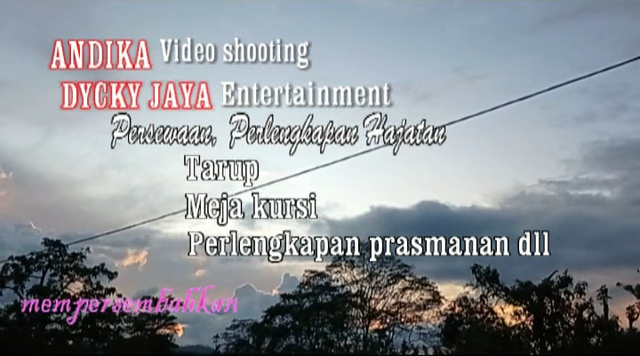 ANDIKA Video shooting
DYCKY JAYA Entertainment
Persewaan, Perlengkapan Hajatan
Tarup
Meja kursi
Perlengkapan prasmanan dll
mempersembahkan